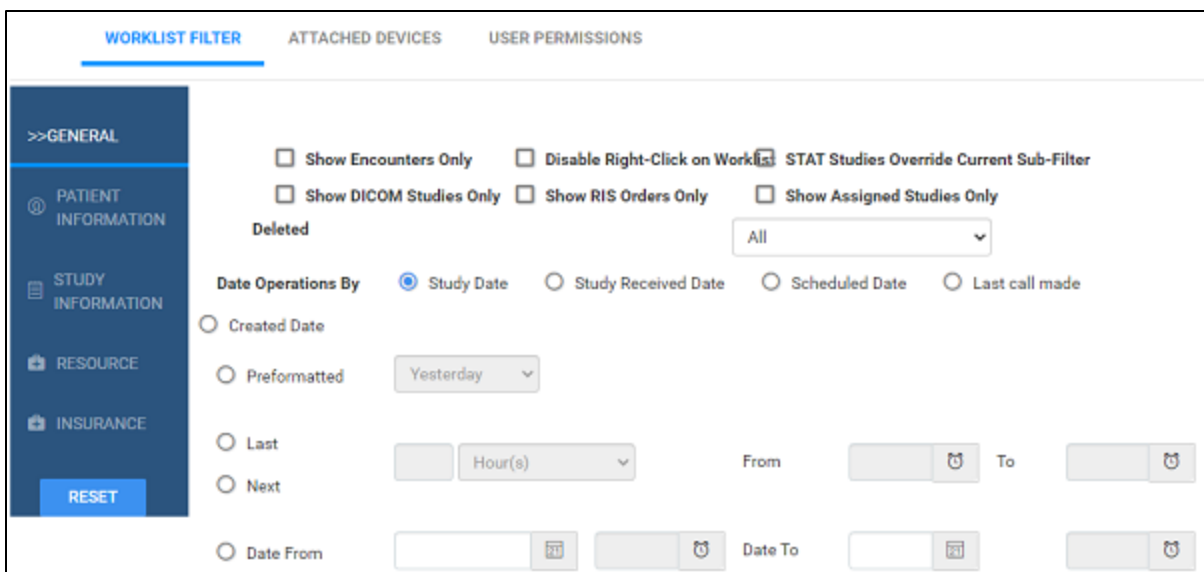 WORKLIST FILTER ATTACHED DEVICES USER PERMISSIONS
>>GENERAL
PATIENT
INFORMATION
STUDY
INFORMATION
RESOURCE
INSURANCE
RESET
Show Encounters Only Disable Right-Click on Worklist STAT Studies Override Current Sub-Filter
Show DICOM Studies Only Show RIS Orders Only Show Assigned Studies Only
Deleted All
Date Operations By Study Date Study Received Date Scheduled Date Last call made
Created Date
Preformatted Yesterday
Last
Hour(s) From To
Next
Date From 21 Date To 21